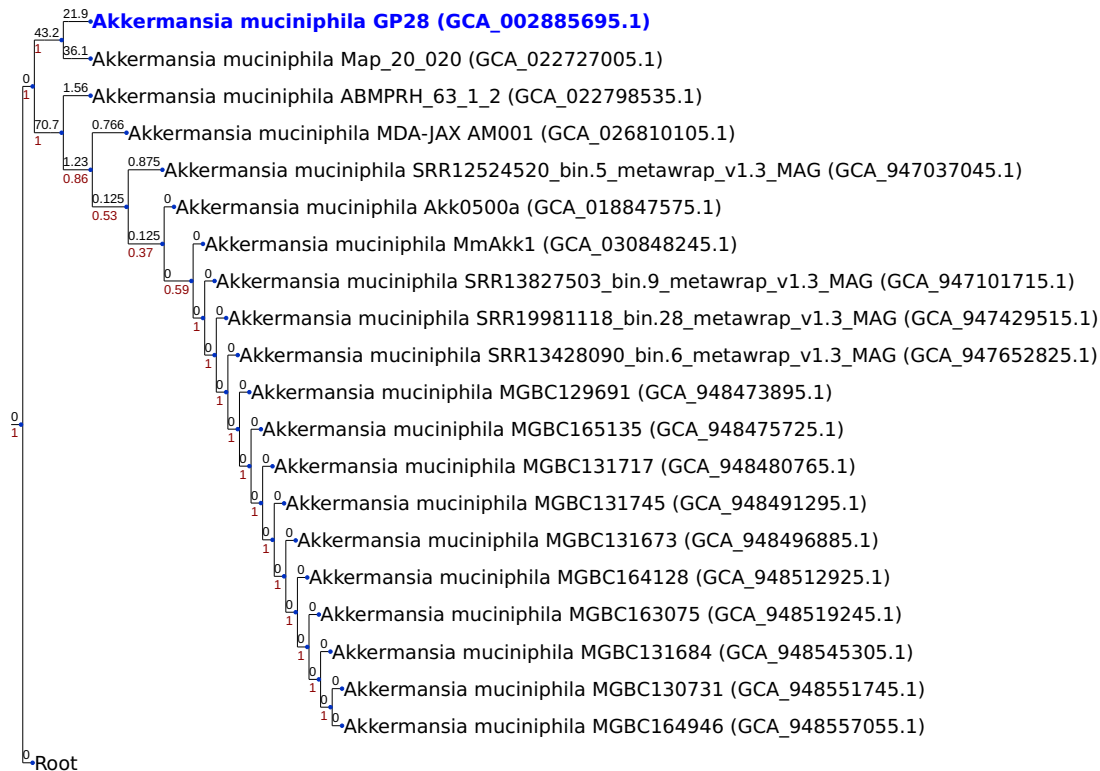 21.9
Akkermansia muciniphila GP28 (GCA_002885695.1)
43.2
1
36.1
Akkermansia muciniphila Map_20_020 (GCA_022727005.1)
0
1
1.56
Akkermansia muciniphila ABMPRH_63_1_2 (GCA_022798535.1)
70.7
1
0.766
Akkermansia muciniphila MDA-JAX AM001 (GCA_026810105.1)
1.23
0.86
0.875
Akkermansia muciniphila SRR12524520_bin.5_metawrap_v1.3_MAG (GCA_947037045.1)
0.125
0.53
0
Akkermansia muciniphila Akk0500a (GCA_018847575.1)
0.125
0.37
0
Akkermansia muciniphila MmAkk1 (GCA_030848245.1)
0
0.59
0
Akkermansia muciniphila SRR13827503_bin.9_metawrap_v1.3_MAG (GCA_947101715.1)
0
1
0
Akkermansia muciniphila SRR19981118_bin.28_metawrap_v1.3_MAG (GCA_947429515.1)
0
1
0
Akkermansia muciniphila SRR13428090_bin.6_metawrap_v1.3_MAG (GCA_947652825.1)
0
1
0
Akkermansia muciniphila MGBC129691 (GCA_948473895.1)
0
1
0
Akkermansia muciniphila MGBC165135 (GCA_948475725.1)
0
1
0
Akkermansia muciniphila MGBC131717 (GCA_948480765.1)
0
1
0
Akkermansia muciniphila MGBC131745 (GCA_948491295.1)
0
1
0
Akkermansia muciniphila MGBC131673 (GCA_948496885.1)
0
1
0
Akkermansia muciniphila MGBC164128 (GCA_948512925.1)
0
1
0
Akkermansia muciniphila MGBC163075 (GCA_948519245.1)
0
1
0
Akkermansia muciniphila MGBC131684 (GCA_948545305.1)
0
1
0
Akkermansia muciniphila MGBC130731 (GCA_948551745.1)
0
1
0
Akkermansia muciniphila MGBC164946 (GCA_948557055.1)
0
1
0
Root